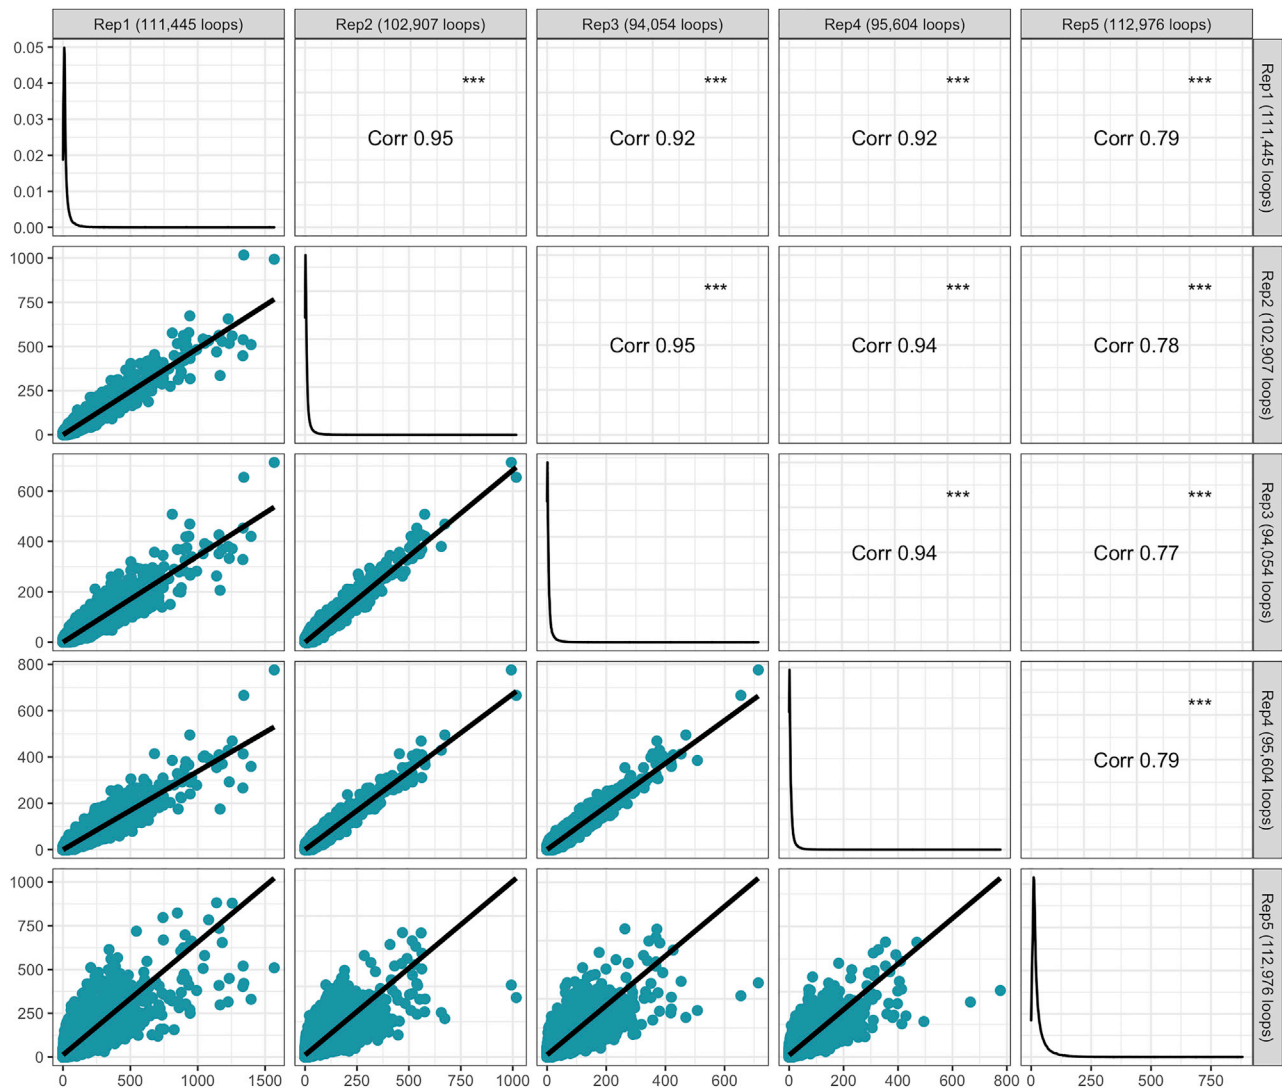 Rep1 (111,445 loops)
Rep2 (102,907 loops)
Rep3 (94,054 loops)
Rep4 (95,604 loops)
Rep5 (112,976 loops)
0.05
0.04
0.03
0.02
0.01
0.00
***
Corr 0.95
***
Corr 0.92
***
Corr 0.92
***
Corr 0.79
Rep1 (111,445 loops)
1000
750
500
250
0
***
Corr 0.95
***
Corr 0.94
***
Corr 0.78
Rep2 (102,907 loops)
600
400
200
0
***
Corr 0.94
***
Corr 0.77
Rep3 (94,054 loops)
800
600
400
200
0
***
Corr 0.79
Rep4 (95,604 loops)
1000
750
500
250
0
Rep5 (112,976 loops)
0 500 1000 1500
0 250 500 750 1000
0 200 400 600
0 200 400 600 800
0 250 500 750